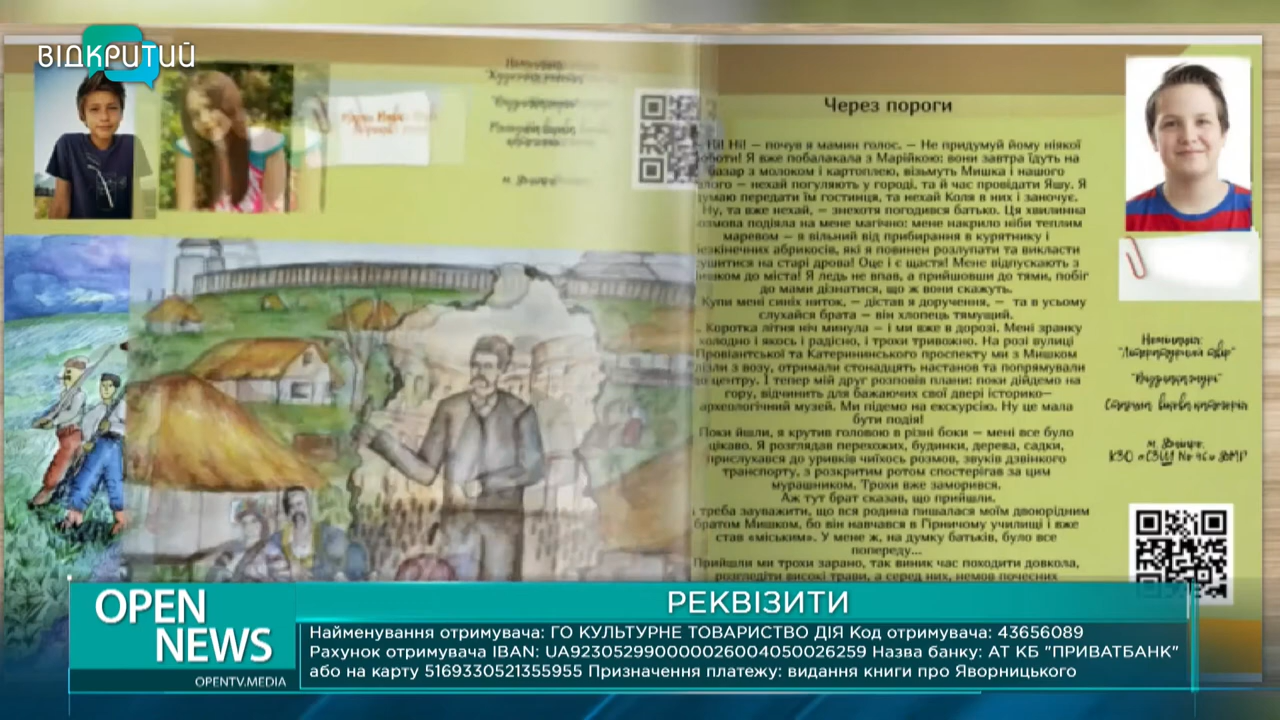 ВІДКРИТИЙ
Через пороги
Ні! Ні! — почув я мамин голос. — Не придумуй йому ніякої
Я вже побалакала з Марійкою: вони завтра їдуть на
базар з молоком і картоплею, візьмуть Мишка і нашого
— нехай погуляють у городі, та й час провідати Яшу. Я
передати їм гостинця, та нехай Коля в них і заночує.
Ну, та вже нехай, — знехотя погодився батько. Ця хвилинна
подіяла на мене магічно: мене накрило ніби теплим
маревом — я вільний від прибирання в курятнику і
абрикосів, які я повинен розлупати та викласти
сушитися на старі дрова! Оце і є щастя! Мене відпускають з
до міста! Я ледь не впав, а прийшовши до тями, побіг
до мами дізнатися, що ж вони скажуть.
Купи мені синіх ниток, — дістав я доручення, — та в усьому
слухайся брата — він хлопець тямущий.
Коротка літня ніч минула — і ми вже в дорозі. Мені зранку
холодно і якось і радісно, і трохи тривожно. На розі вулиці
Провіантської та Катерининського проспекту ми з Мишком
з возу, отримали стонадцять настанов та попрямували
до центру. І тепер мій друг розповів плани: поки дійдемо на
гору, відчинить для бажаючих свої двері історико—
археологічний музей. Ми підемо на екскурсію. Ну це мала
бути подія!
Поки йшли, я крутив головою в різні боки — мені все було
цікаво. Я розглядав перехожих, будинки, дерева, садки,
прислухався до уривків чиїхось розмов, звуків дзвінкого
транспорту, з розкритим ротом спостерігав за цим
мурашником. Трохи вже заморився.
Аж тут брат сказав, що прийшли.
треба зауважити, що вся родина пишалася моїм двоюрідним
братом Мишком, бо він навчався в Гірничому училищі і вже
став «міським». У мене ж, на думку батьків, було все
попереду...
Прийшли ми трохи зарано, так виник час походити довкола,
розгледіти високі трави, а серед них, немов почесних
Номінація:
"Літературний твір"
Старша вікова категорія
м. Дніпро,
OPEN
NEWS
OPENTV.MEDIA
РЕКВІЗИТИ
Найменування отримувача: ГО КУЛЬТУРНЕ ТОВАРИСТВО ДІЯ Код отримувача: 43656089
Рахунок отримувача IBAN: UA923052990000026004050026259 Назва банку: АТ КБ "ПРИВАТБАНК"
або на карту 5169330521355955 Призначення платежу: видання книги про Яворницького